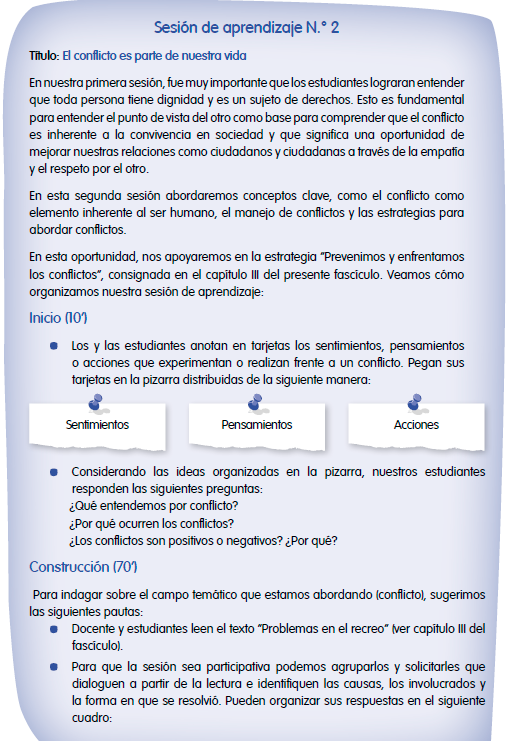 Sesión de aprendizaje N.° 2
Título: El conflicto es parte de nuestra vida
En nuestra primera sesión, fue muy importante que los estudiantes lograran entender
que toda persona tiene dignidad y es un sujeto de derechos. Esto es fundamental
para entender el punto de vista del otro como base para comprender que el conflicto
es inherente a la convivencia en sociedad y que significa una oportunidad de
mejorar nuestras relaciones como ciudadanos y ciudadanas a través de la empatía
y el respeto por el otro.
En esta segunda sesión abordaremos conceptos clave, como el conflicto como
elemento inherente al ser humano, el manejo de conflictos y las estrategias para
abordar conflictos.
En esta oportunidad, nos apoyaremos en la estrategia "Prevenimos y enfrentamos
los conflictos", consignada en el capítulo III del presente fascículo. Veamos cómo
organizamos nuestra sesión de aprendizaje:
Inicio (10’)
Los y las estudiantes anotan en tarjetas los sentimientos, pensamientos
o acciones que experimentan o realizan frente a un conflicto. Pegan sus
tarjetas en la pizarra distribuidas de la siguiente manera:
Sentimientos
Pensamientos
Acciones
Considerando las ideas organizadas en la pizarra, nuestros estudiantes
responden las siguientes preguntas:
¿Qué entendemos por conflicto?
¿Por qué ocurren los conflictos?
¿Los conflictos son positivos o negativos? ¿Por qué?
Construcción (70’)
Para indagar sobre el campo temático que estamos abordando (conflicto), sugerimos
las siguientes pautas:
Docente y estudiantes leen el texto "Problemas en el recreo" (ver capítulo III del
fascículo).
Para que la sesión sea participativa podemos agruparlos y solicitarles que
dialoguen a partir de la lectura e identifiquen las causas, los involucrados y
la forma en que se resolvió. Pueden organizar sus respuestas en el siguiente
cuadro: